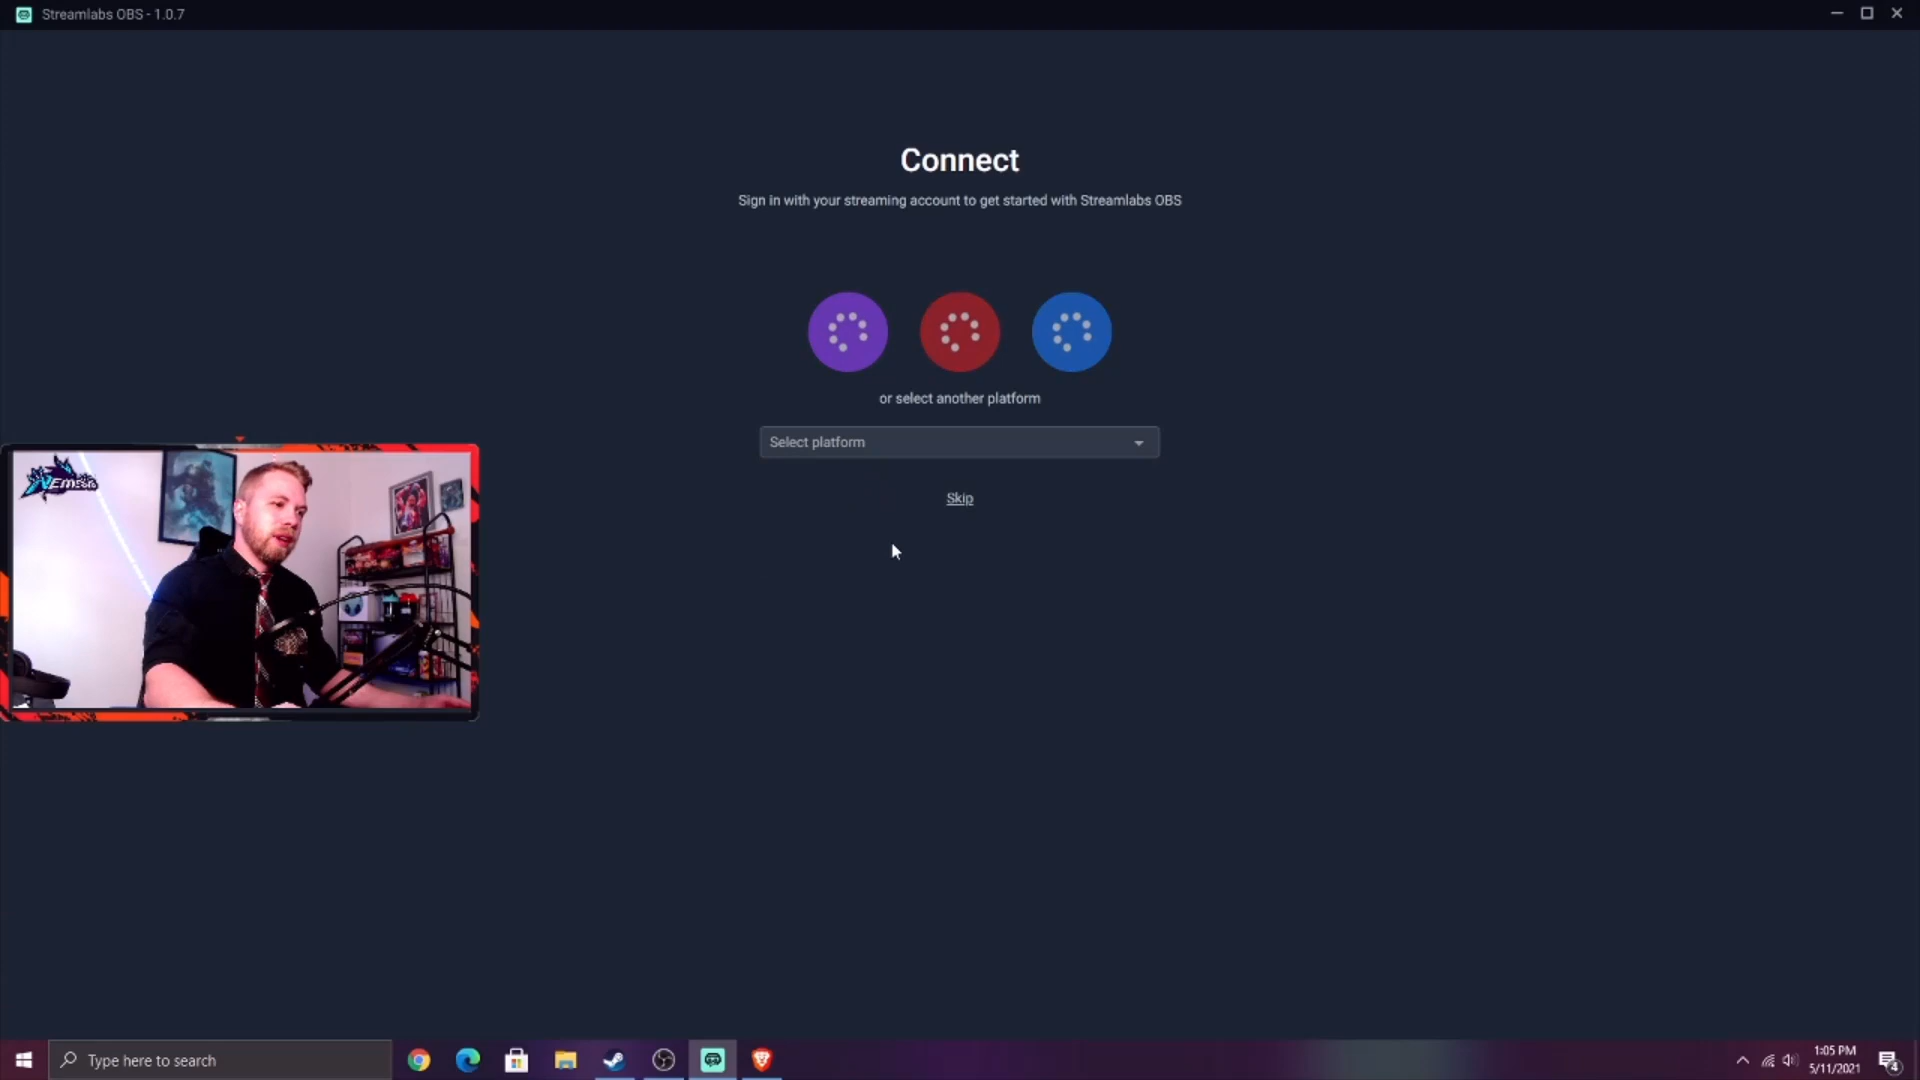 Streamlabs OBS - 1.0.7
Connect
Sign in with your streaming account to get started with Streamlabs OBS
or select another platform
Select platform
Skip
Type here to search
1:05 PM
5/11/2021
4